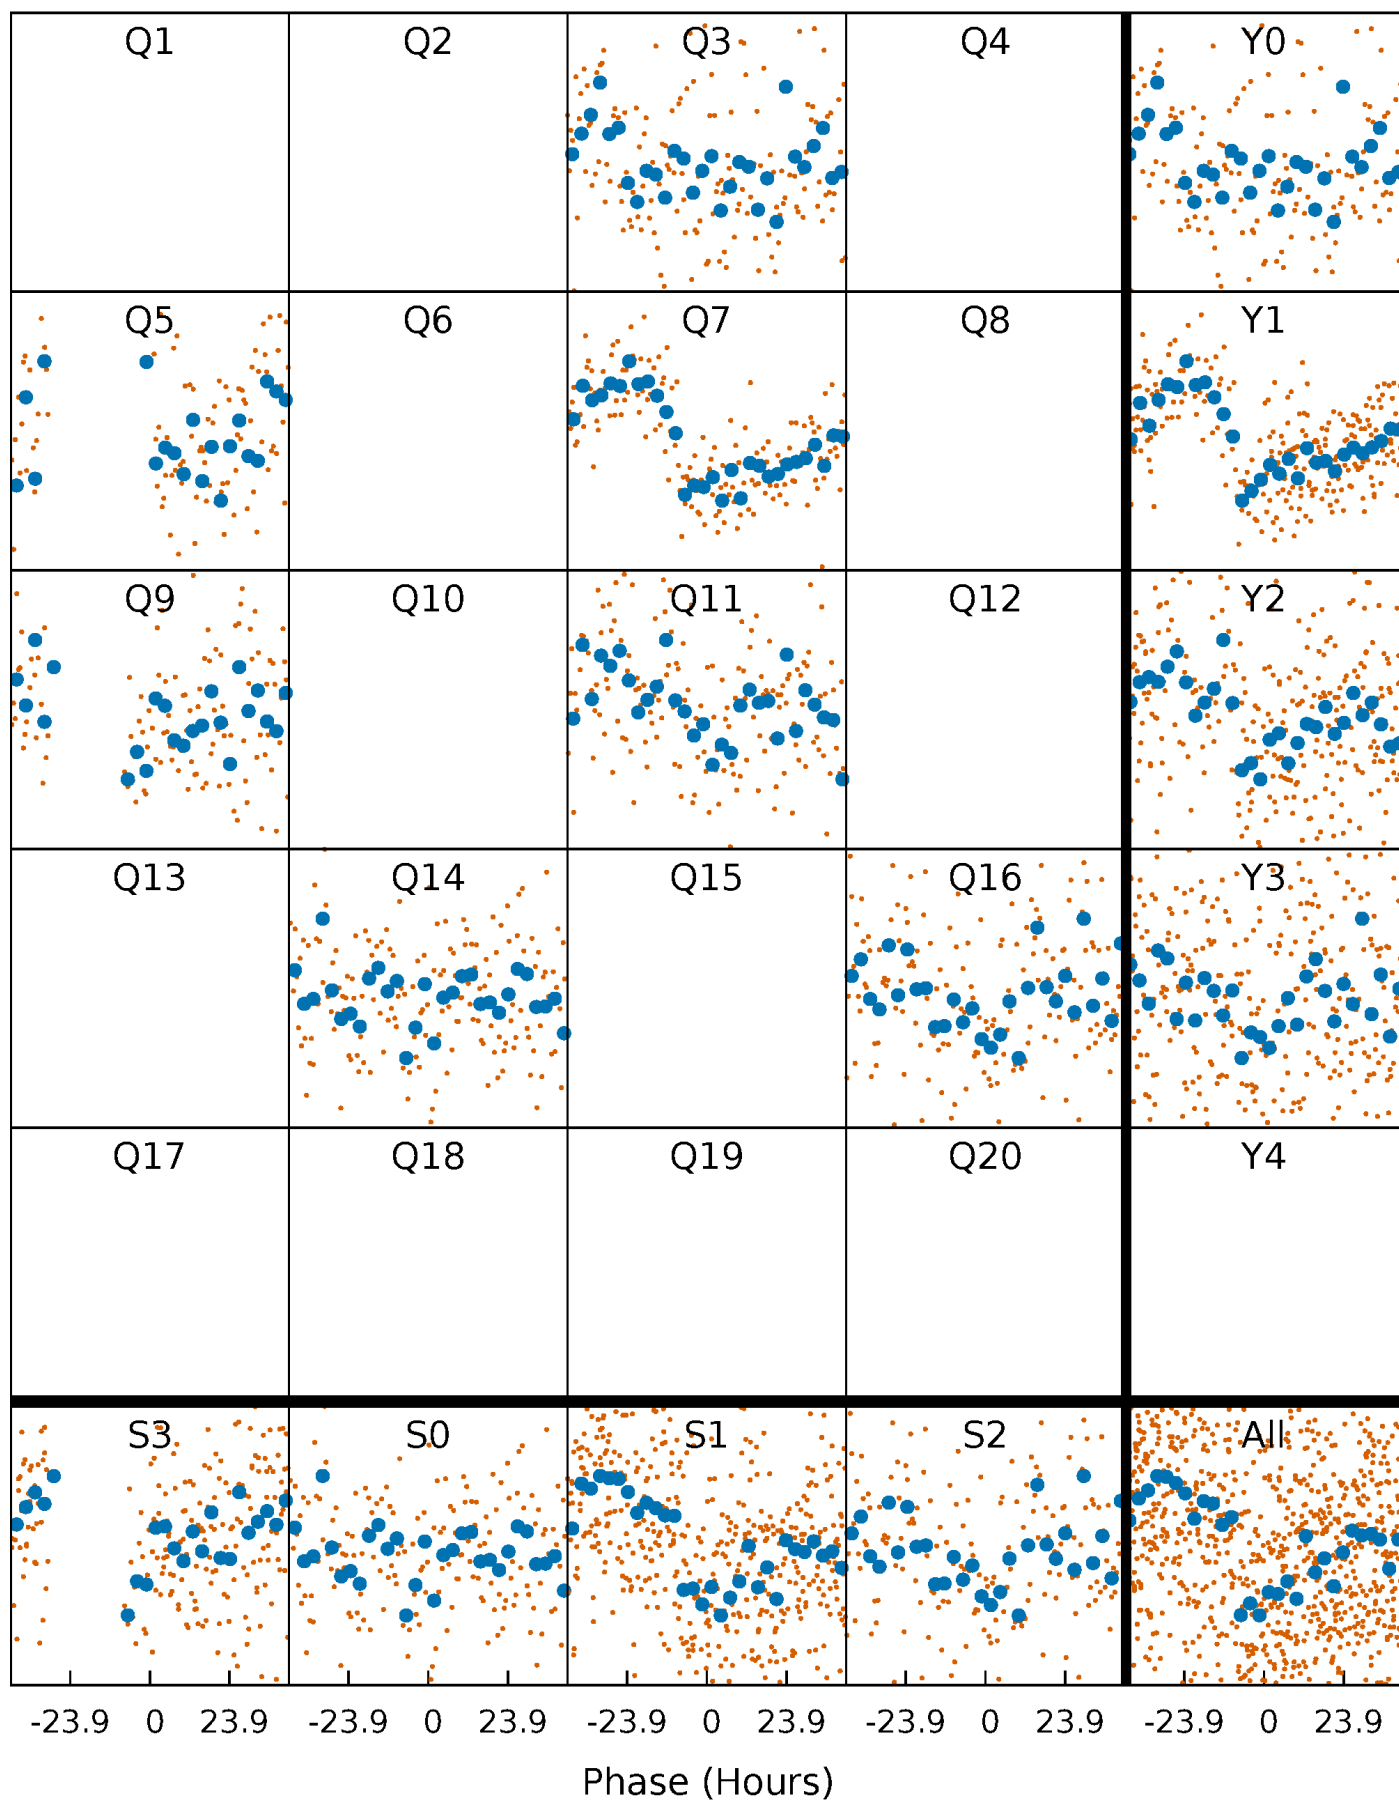 Q1 Q2 Q3 Q4 Y0
Q5 Q6 Q7 Q8 Y1
Q9 Q10 Q11 Q12 Y2
Q13 Q14 Q15 Q16 Y3
Q17 Q18 Q19 Q20 Y4
S3 S0 S1 S2 All
-23.9 0 23.9 -23.9 0 23.9 -23.9 0 23.9 -23.9 0 23.9 -23.9 0 23.9
Phase (Hours)